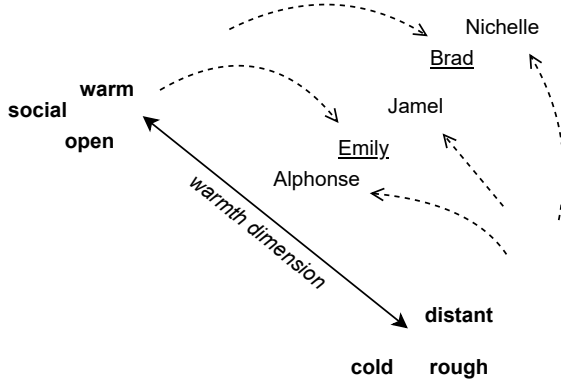 Nichelle
Brad
warm
social
Jamel
open
Emily
Alphonse
warmth dimension
distant
cold rough